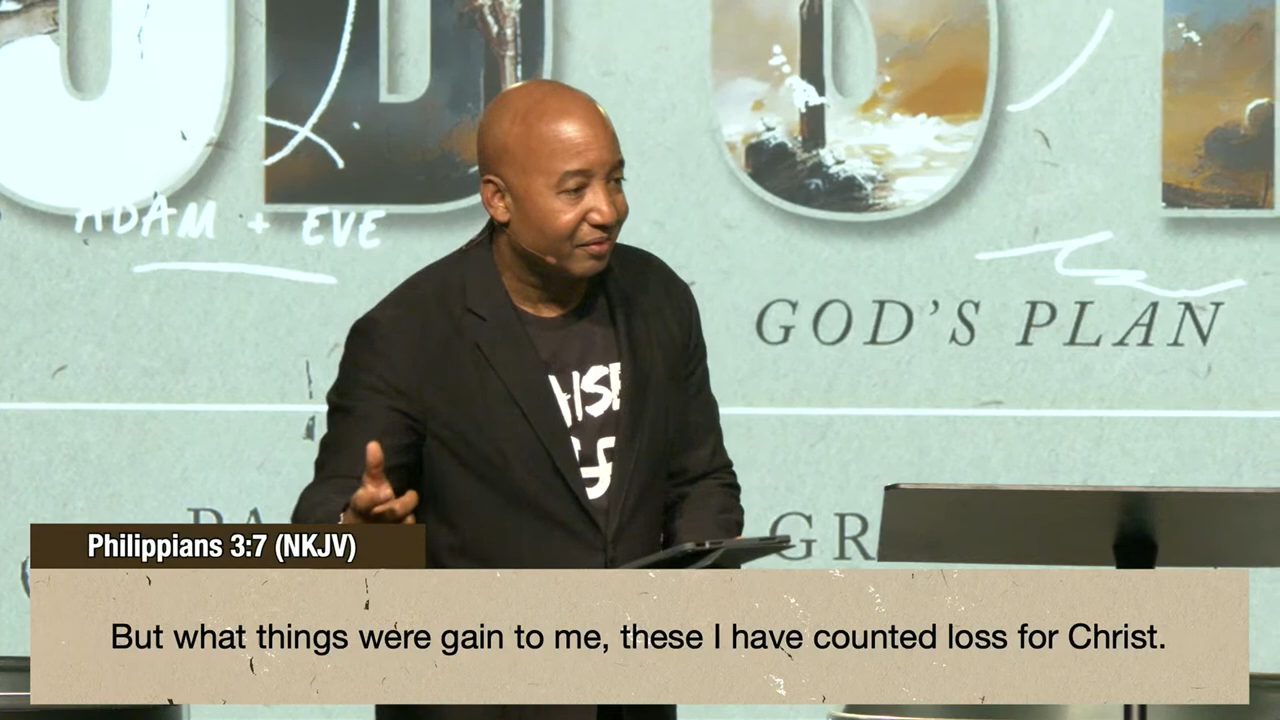 ADAM + EVE
GOD'S PLAN
Philippians 3:7 (NKJV)
But what things were gain to me, these I have counted loss for Christ.